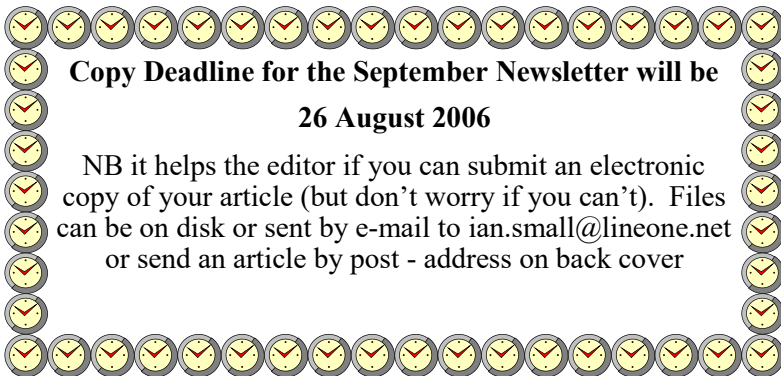 Copy Deadline for the September Newsletter will be
26 August 2006
NB it helps the editor if you can submit an electronic
copy of your article (but don’t worry if you can’t).  Files
can be on disk or sent by e-mail to ian.small@lineone.net
or send an article by post - address on back cover